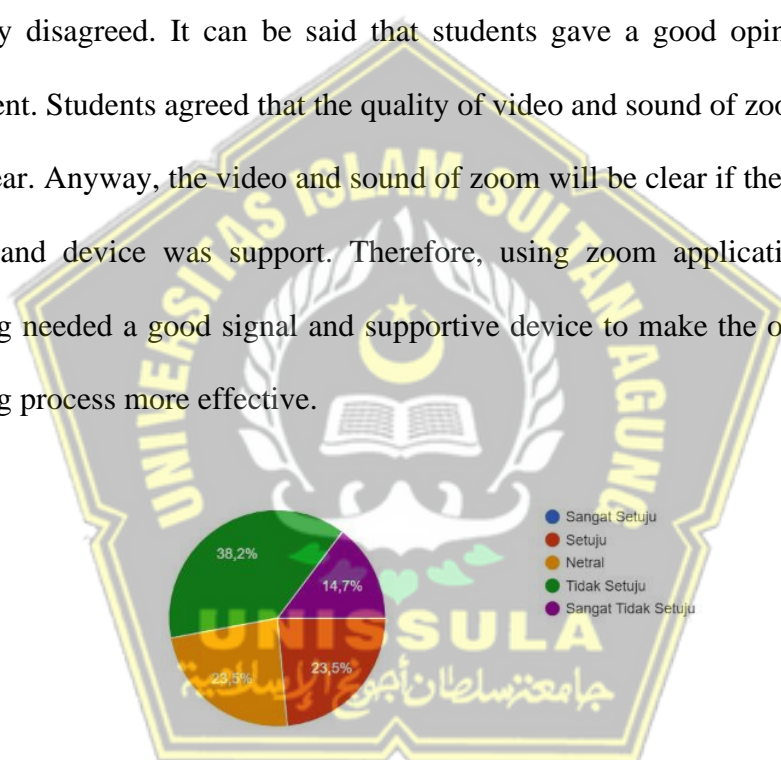 y disagreed. It can be said that students gave a good opin
ent. Students agreed that the quality of video and sound of zoo
ear. Anyway, the video and sound of zoom will be clear if the
and device was support. Therefore, using zoom applicati
g needed a good signal and supportive device to make the o
g process more effective.
UNIVERSITAS ISLAM SULTAN AGUNG
38,2%
14,7%
23,5%
23,5%
Sangat Setuju
Setuju
Netral
Tidak Setuju
Sangat Tidak Setuju
UNISSULA
جامعة سلطان أجونج الإسلامية